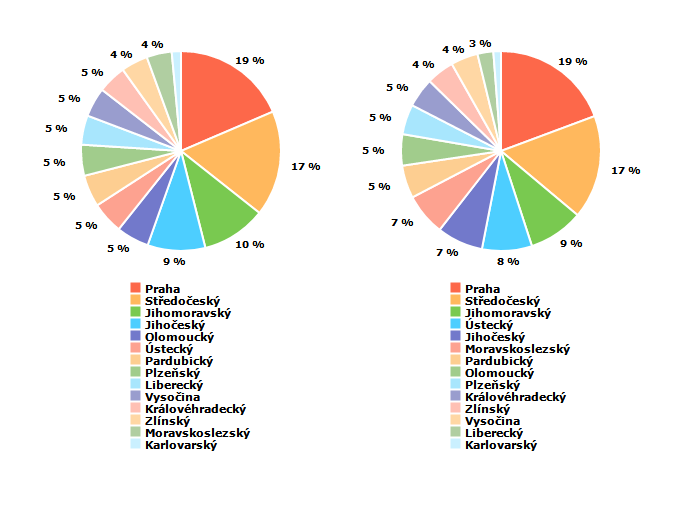 4 %
4 %
19 %
5 %
5 %
5 %
5 %
17 %
5 %
5 %
5 %
9 %
10 %
Praha
Středočeský
Jihomoravský
Jihočeský
Olomoucký
Ústecký
Pardubický
Plzeňský
Liberecký
Vysočina
Královéhradecký
Zlínský
Moravskoslezský
Karlovarský
4 %
3 %
19 %
4 %
5 %
5 %
5 %
17 %
5 %
7 %
7 %
8 %
9 %
Praha
Středočeský
Jihomoravský
Ústecký
Jihočeský
Moravskoslezský
Pardubický
Olomoucký
Plzeňský
Královéhradecký
Zlínský
Vysočina
Liberecký
Karlovarský